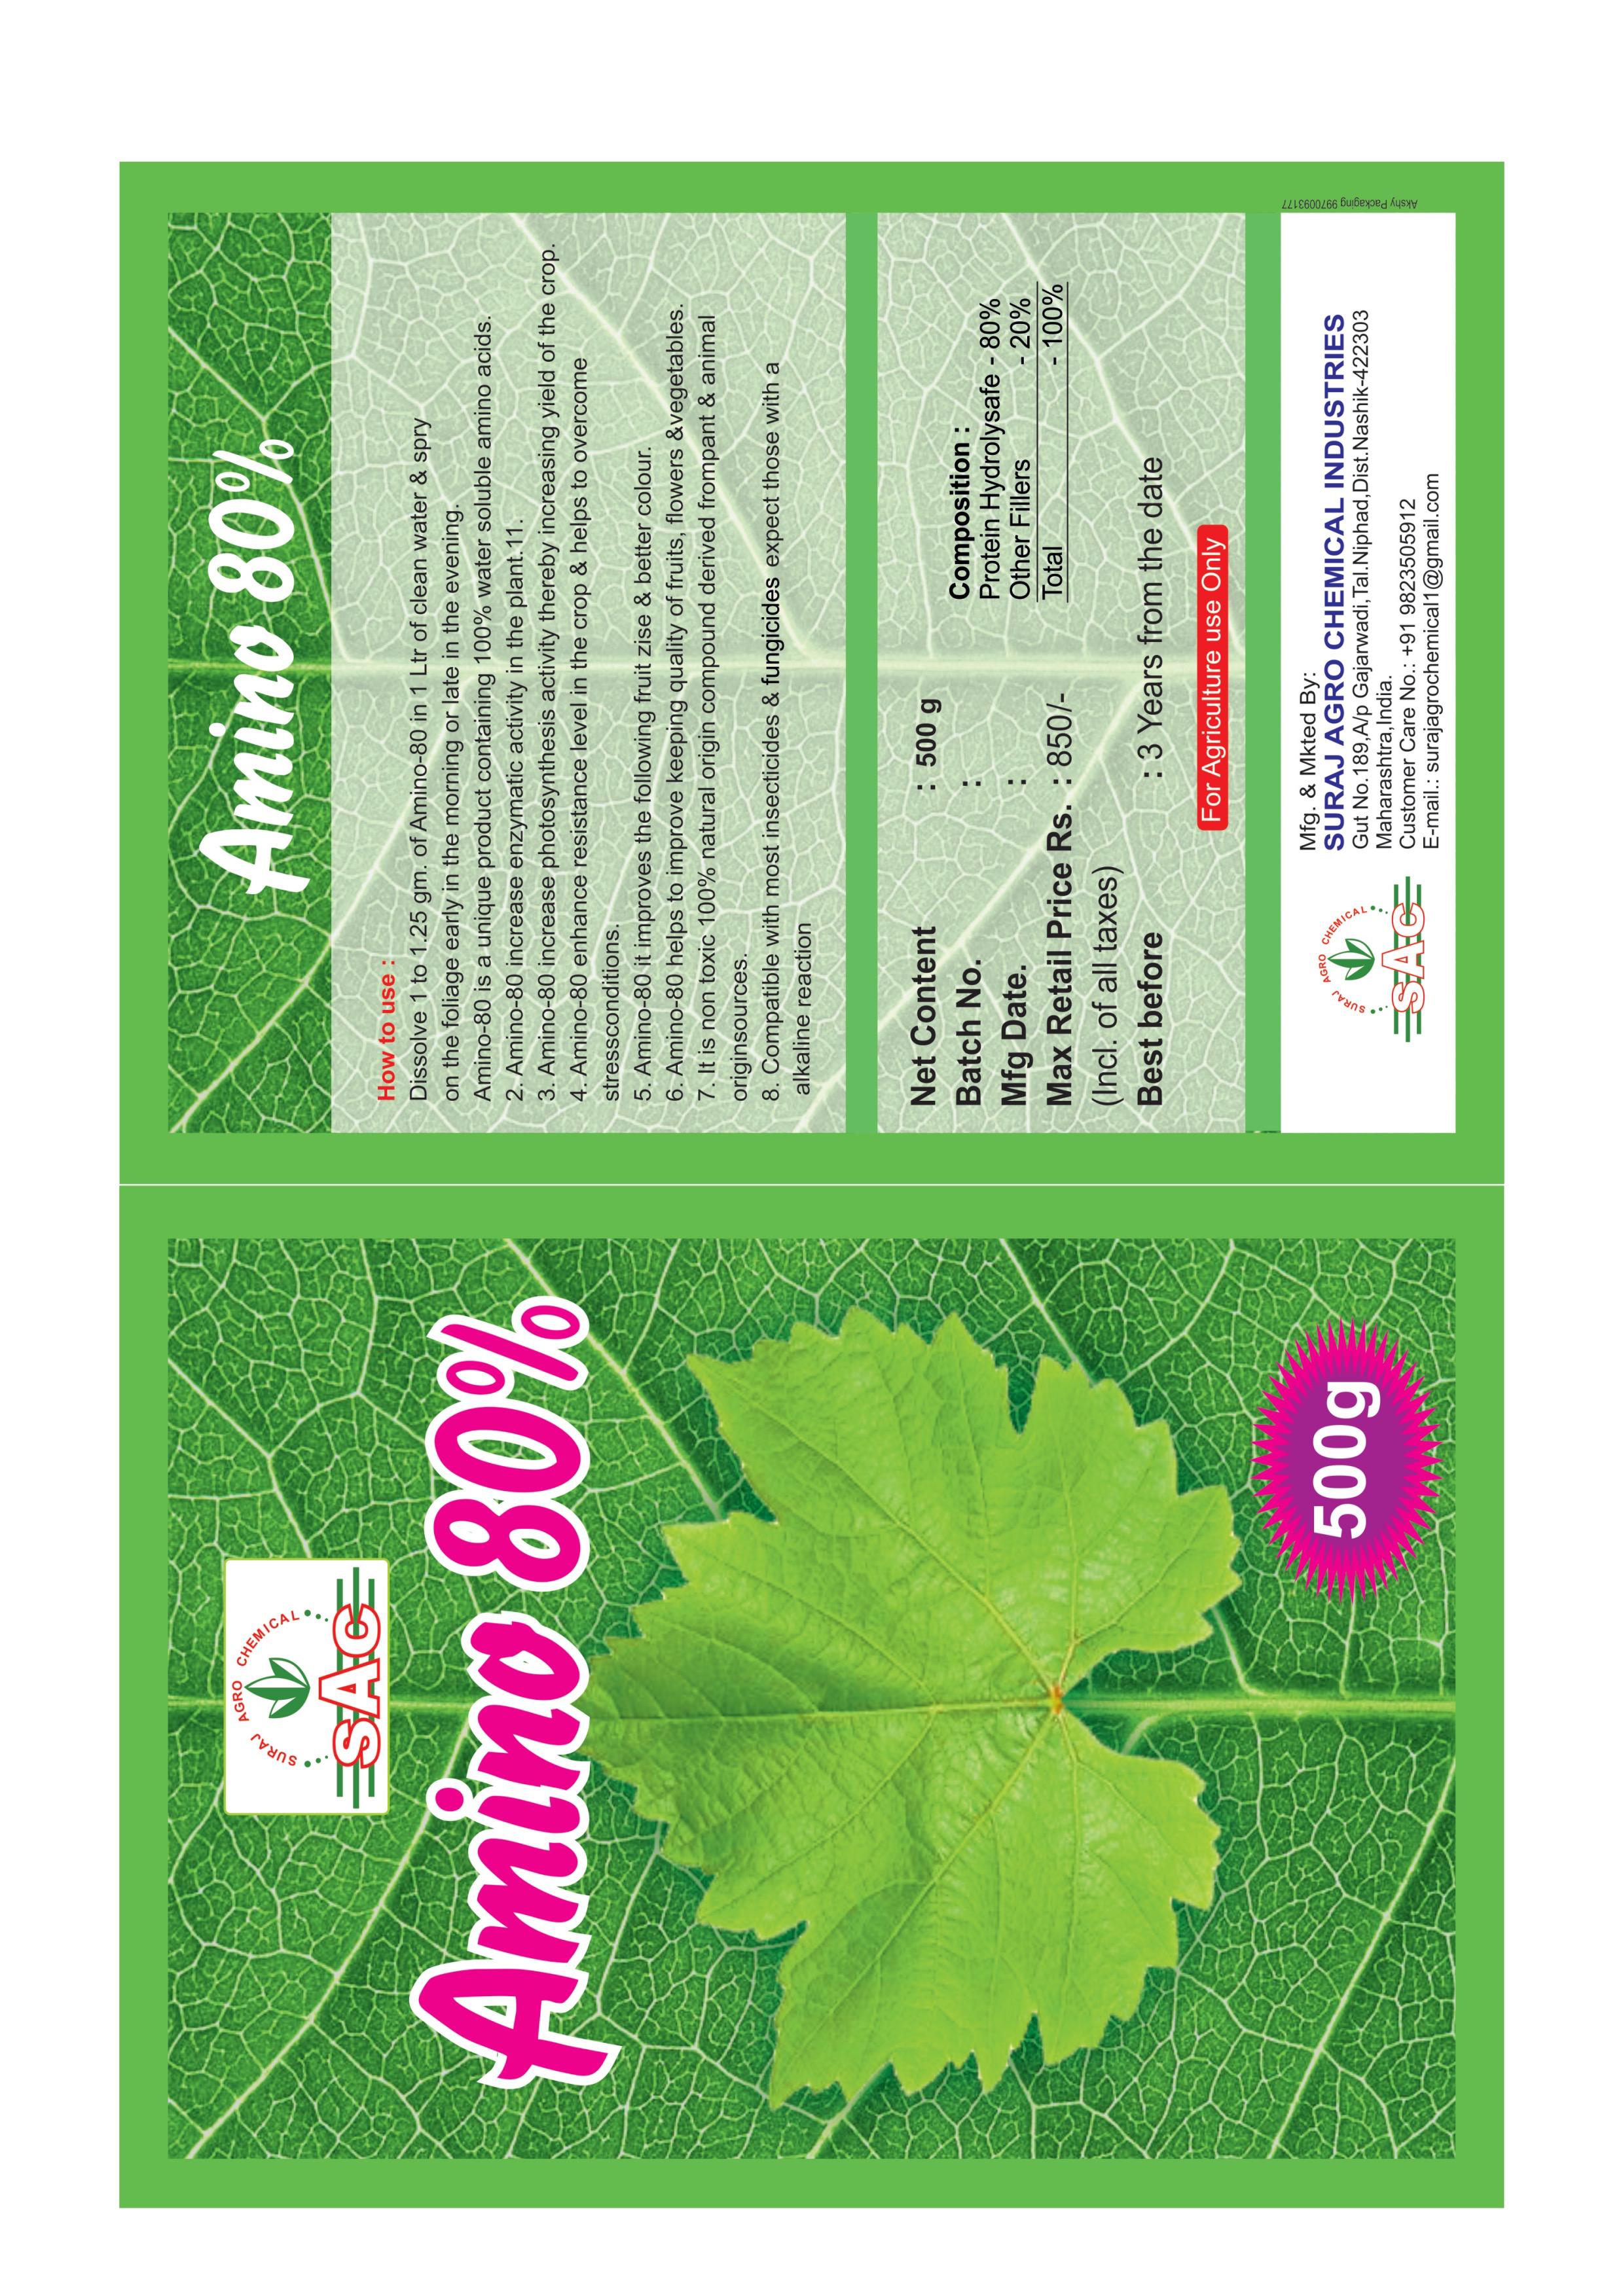 SURAJ AGRO CHEMICAL
SAC
Amino 80%
500g
Amino 80%
How to use :
Dissolve 1 to 1.25 gm. of Amino-80 in 1 Ltr of clean water & spry
on the foliage early in the morning or late in the evening.
Amino-80 is a unique product containing 100% water soluble amino acids.
2. Amino-80 increase enzymatic activity in the plant.11.
3. Amino-80 increase photosynthesis activity thereby increasing yield of the crop.
4. Amino-80 enhance resistance level in the crop & helps to overcome
stressconditions.
5. Amino-80 it improves the following fruit zise & better colour.
6. Amino-80 helps to improve keeping quality of fruits, flowers &vegetables.
7. It is non toxic 100% natural origin compound derived frompant & animal
originsources.
8. Compatible with most insecticides & fungicides expect those with a
alkaline reaction
Net Content : 500 g
Batch No. :
Mfg Date. :
Max Retail Price Rs. : 850/-
(Incl. of all taxes)
Best before : 3 Years from the date
Composition :
Protein Hydrolysafe - 80%
Other Fillers - 20%
Total - 100%
For Agriculture use Only
SURAJ AGRO CHEMICAL
SAC
Mfg. & Mkted By:
SURAJ AGRO CHEMICAL INDUSTRIES
Gut No.189,A/p Gajarwadi,Tal.Niphad,Dist.Nashik-422303
Maharashtra,India.
Customer Care No.: +91 9823505912
E-mail.: surajagrochemical1@gmail.com
Akshy Packaging 9970093177